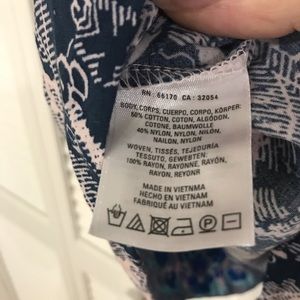 RN: 66170 CA: 32054
BODY, CORPS, CUERPO, CORPO, KÖRPER:
60% COTTON, COTON, ALGODON,
COTONE, BAUMWOLLE
40% NYLON, NYLON, NILÓN,
NAILON, NYLON
WOVEN, TISSÉS, TEJEDURÍA
TESSUTO, GEWEBTEN:
100% RAYON, RAYONNE, RAYÓN,
RAYON, REYONR
MADE IN VIETNMA
HECHO EN VIETNAM
FABRIQUÉ AU VIETNAM
P